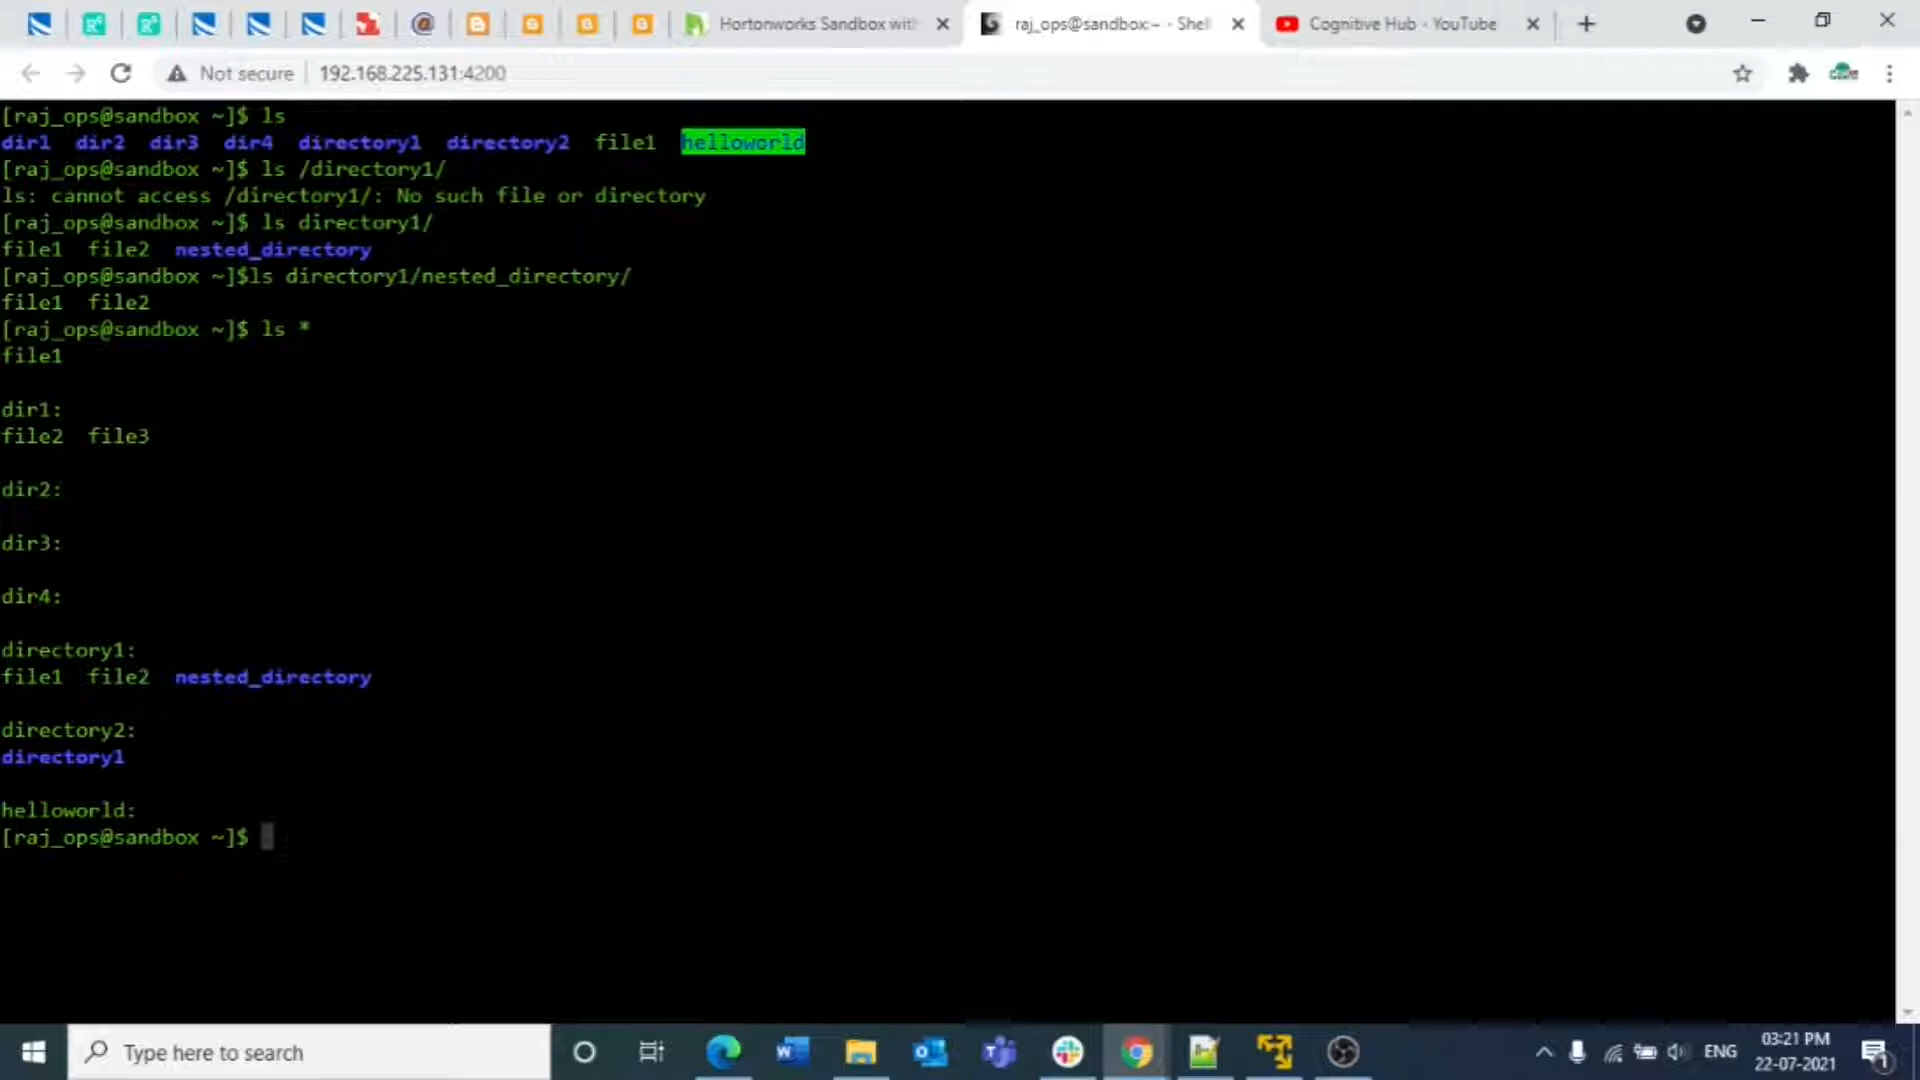 Hortonworks Sandbox with
raj_ops@sandbox:~ - Shel
Cognitive Hub - YouTube
Not secure
192.168.225.131:4200
[raj_ops@sandbox ~]$ ls
dir1 dir2 dir3 dir4 directory1 directory2 file1 helloworld
[raj_ops@sandbox ~]$ ls /directory1/
ls: cannot access /directory1/: No such file or directory
[raj_ops@sandbox ~]$ ls directory1/
file1 file2 nested_directory
[raj_ops@sandbox ~]$ls directory1/nested_directory/
file1 file2
[raj_ops@sandbox ~]$ ls *
file1
dir1:
file2 file3
dir2:
dir3:
dir4:
directory1:
file1 file2 nested_directory
directory2:
directory1
helloworld:
[raj_ops@sandbox ~]$
Type here to search
ENG
03:21 PM
22-07-2021
1